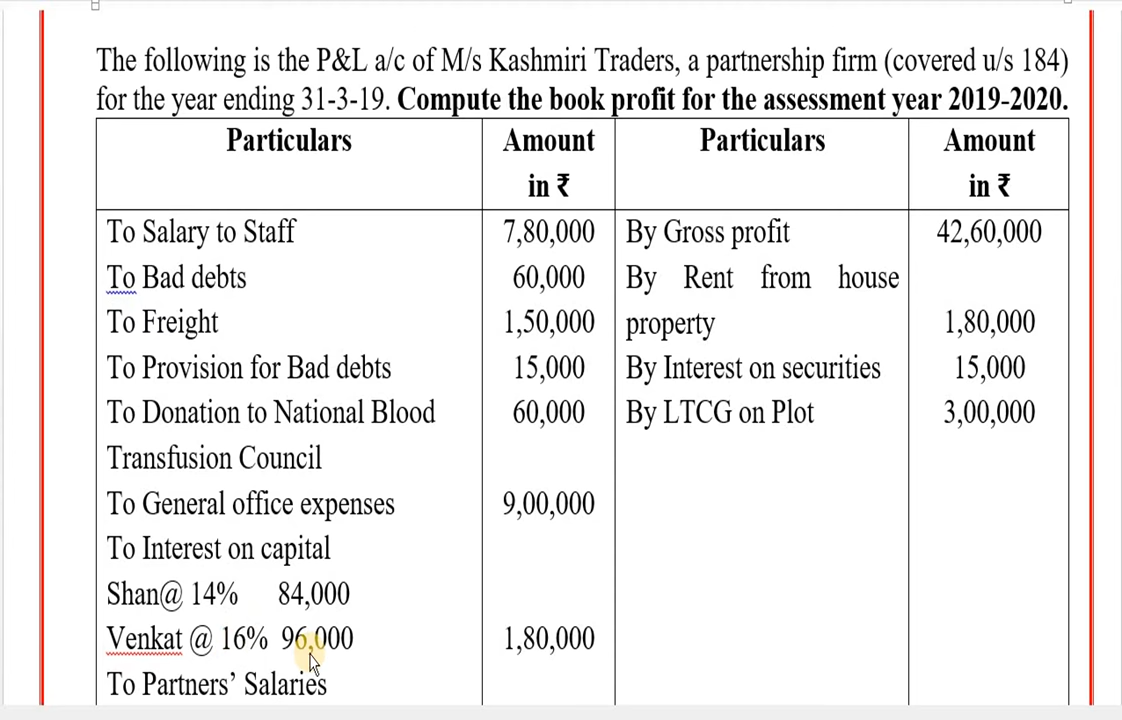 The following is the P&L a/c of M/s Kashmiri Traders, a partnership firm (covered u/s 184)
for the year ending 31-3-19. Compute the book profit for the assessment year 2019-2020.
Particulars Amount in ₹ Particulars Amount in ₹
To Salary to Staff 7,80,000 By Gross profit 42,60,000
To Bad debts 60,000 By Rent from house
To Freight 1,50,000 property 1,80,000
To Provision for Bad debts 15,000 By Interest on securities 15,000
To Donation to National Blood 60,000 By LTCG on Plot 3,00,000
Transfusion Council
To General office expenses 9,00,000
To Interest on capital
Shan@ 14% 84,000
Venkat @ 16% 96,000 1,80,000
To Partners’ Salaries